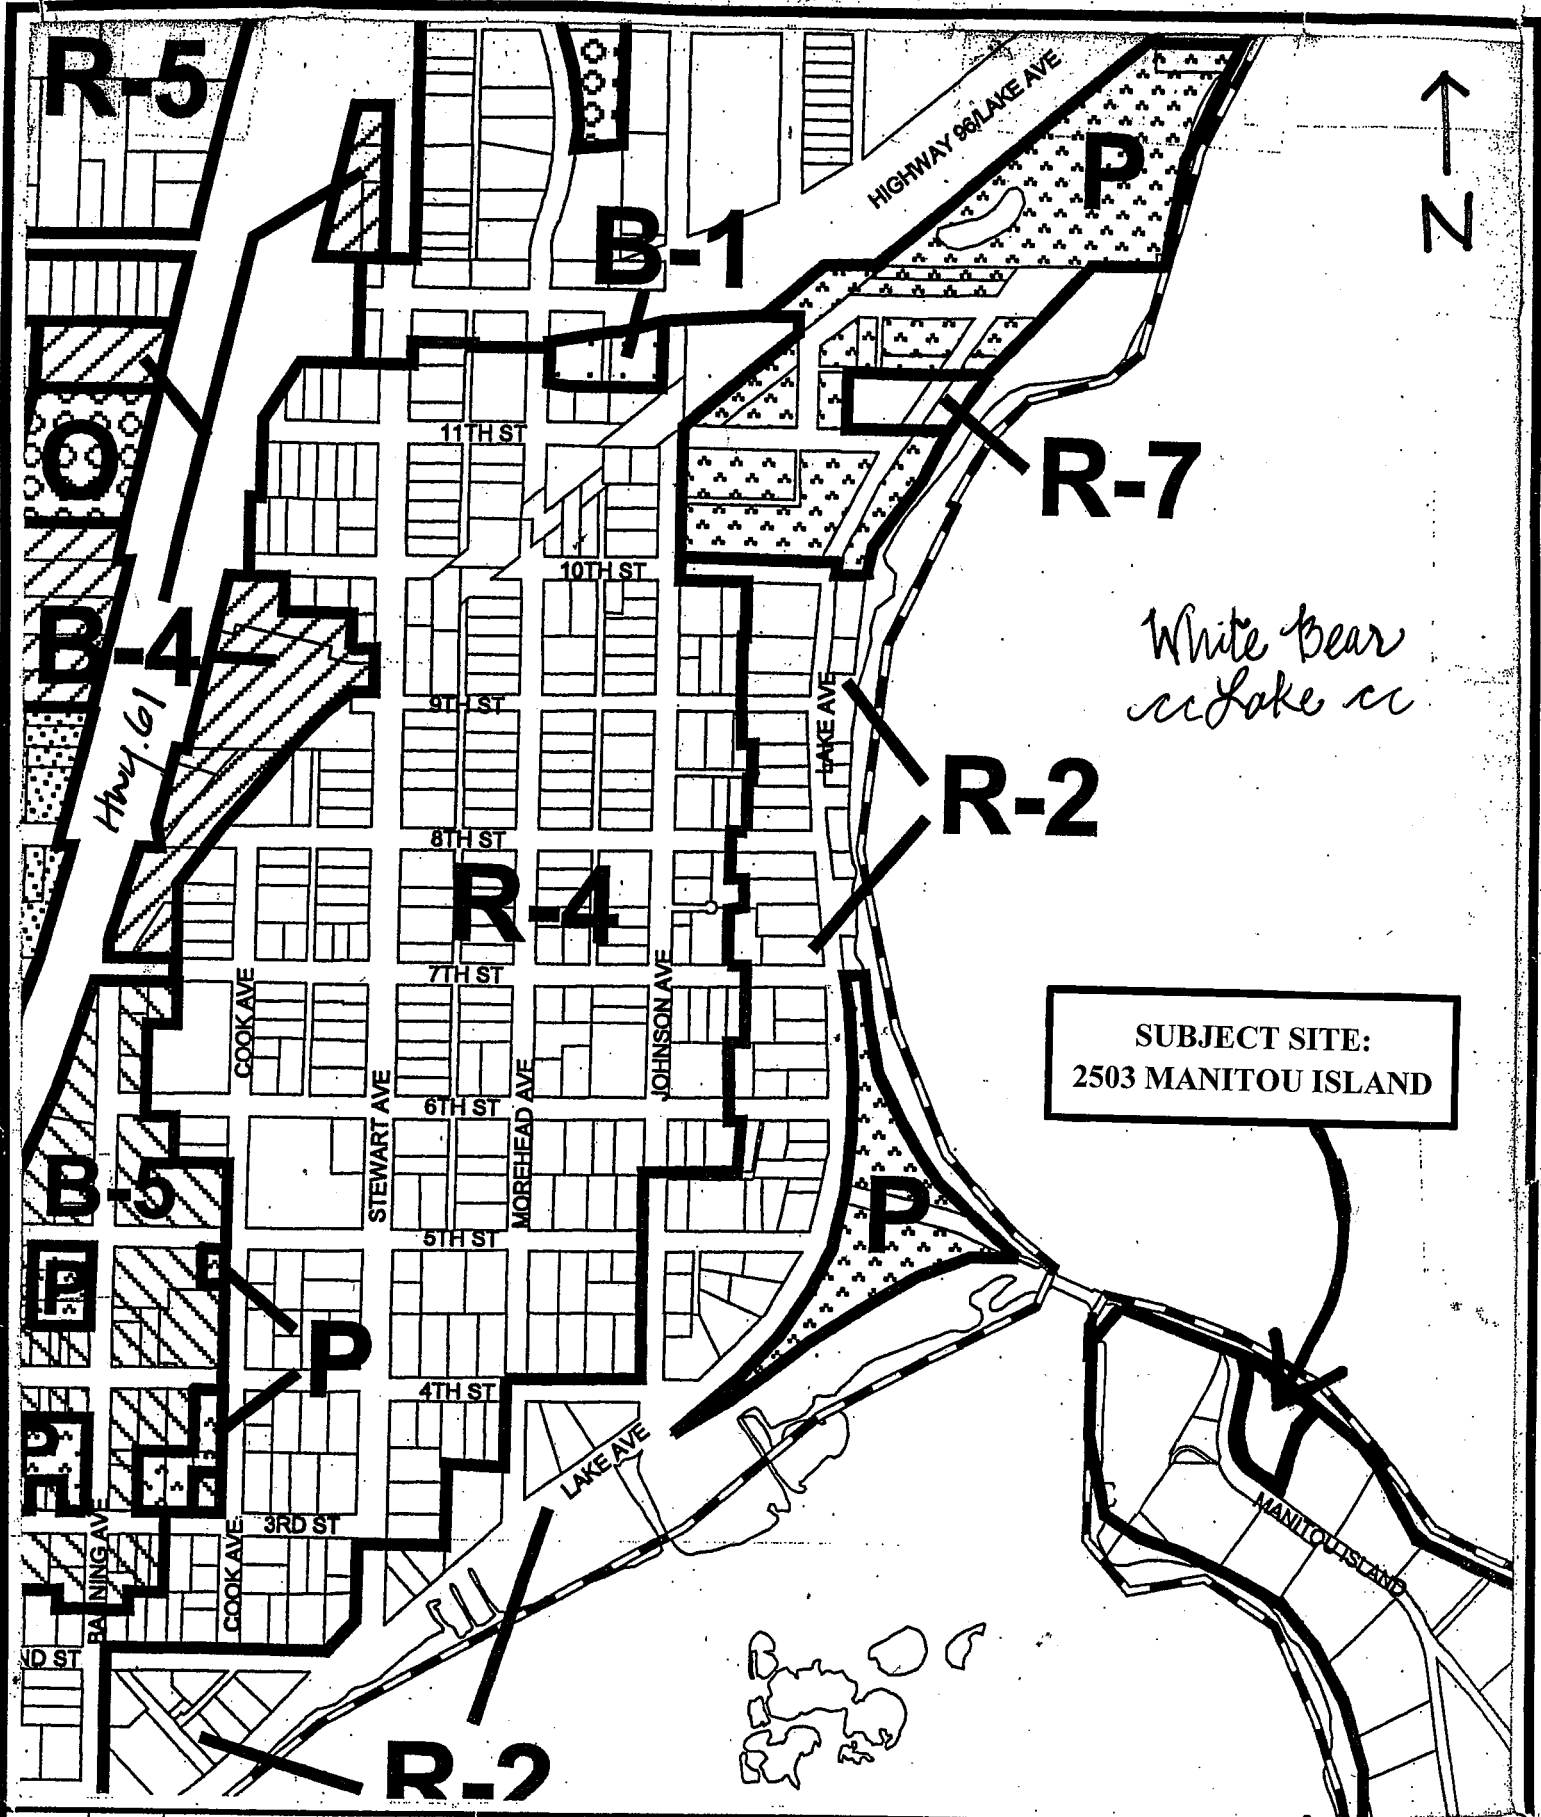 R-5
HIGHWAY 96/LAKE AVE
P
N
B-1
11TH ST
O
R-7
10TH ST
White Bear
Lake
B-4
Hwy. 61
9TH ST
LAKE AVE
R-2
8TH ST
R-4
7TH ST
COOK AVE
JOHNSON AVE
SUBJECT SITE:
2503 MANITOU ISLAND
STEWART AVE
6TH ST
MOREHEAD AVE
B-5
P
5TH ST
P
P
4TH ST
P
LAKE AVE
MANITOU ISLAND
BANNING AVE
3RD ST
COOK AVE
ND ST
R-2